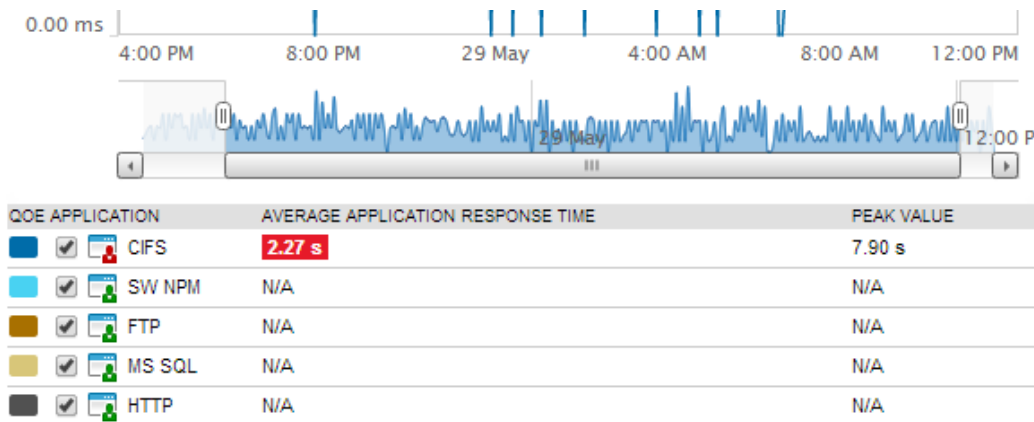 0.00 ms
4:00 PM 8:00 PM 29 May 4:00 AM 8:00 AM 12:00 PM
29 May 12:00 P
QOE APPLICATION AVERAGE APPLICATION RESPONSE TIME PEAK VALUE
CIFS 2.27 s 7.90 s
SW NPM N/A N/A
FTP N/A N/A
MS SQL N/A N/A
HTTP N/A N/A